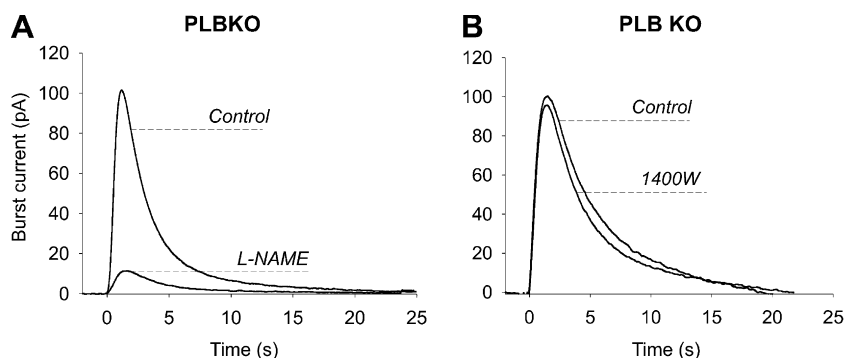 A
PLBKO
120
100
80
60
40
20
0
Burst current (pA)
Control
L-NAME
0 5 10 15 20 25
Time (s)
B
PLB KO
120
100
80
60
40
20
0
Control
1400W
0 5 10 15 20 25
Time (s)